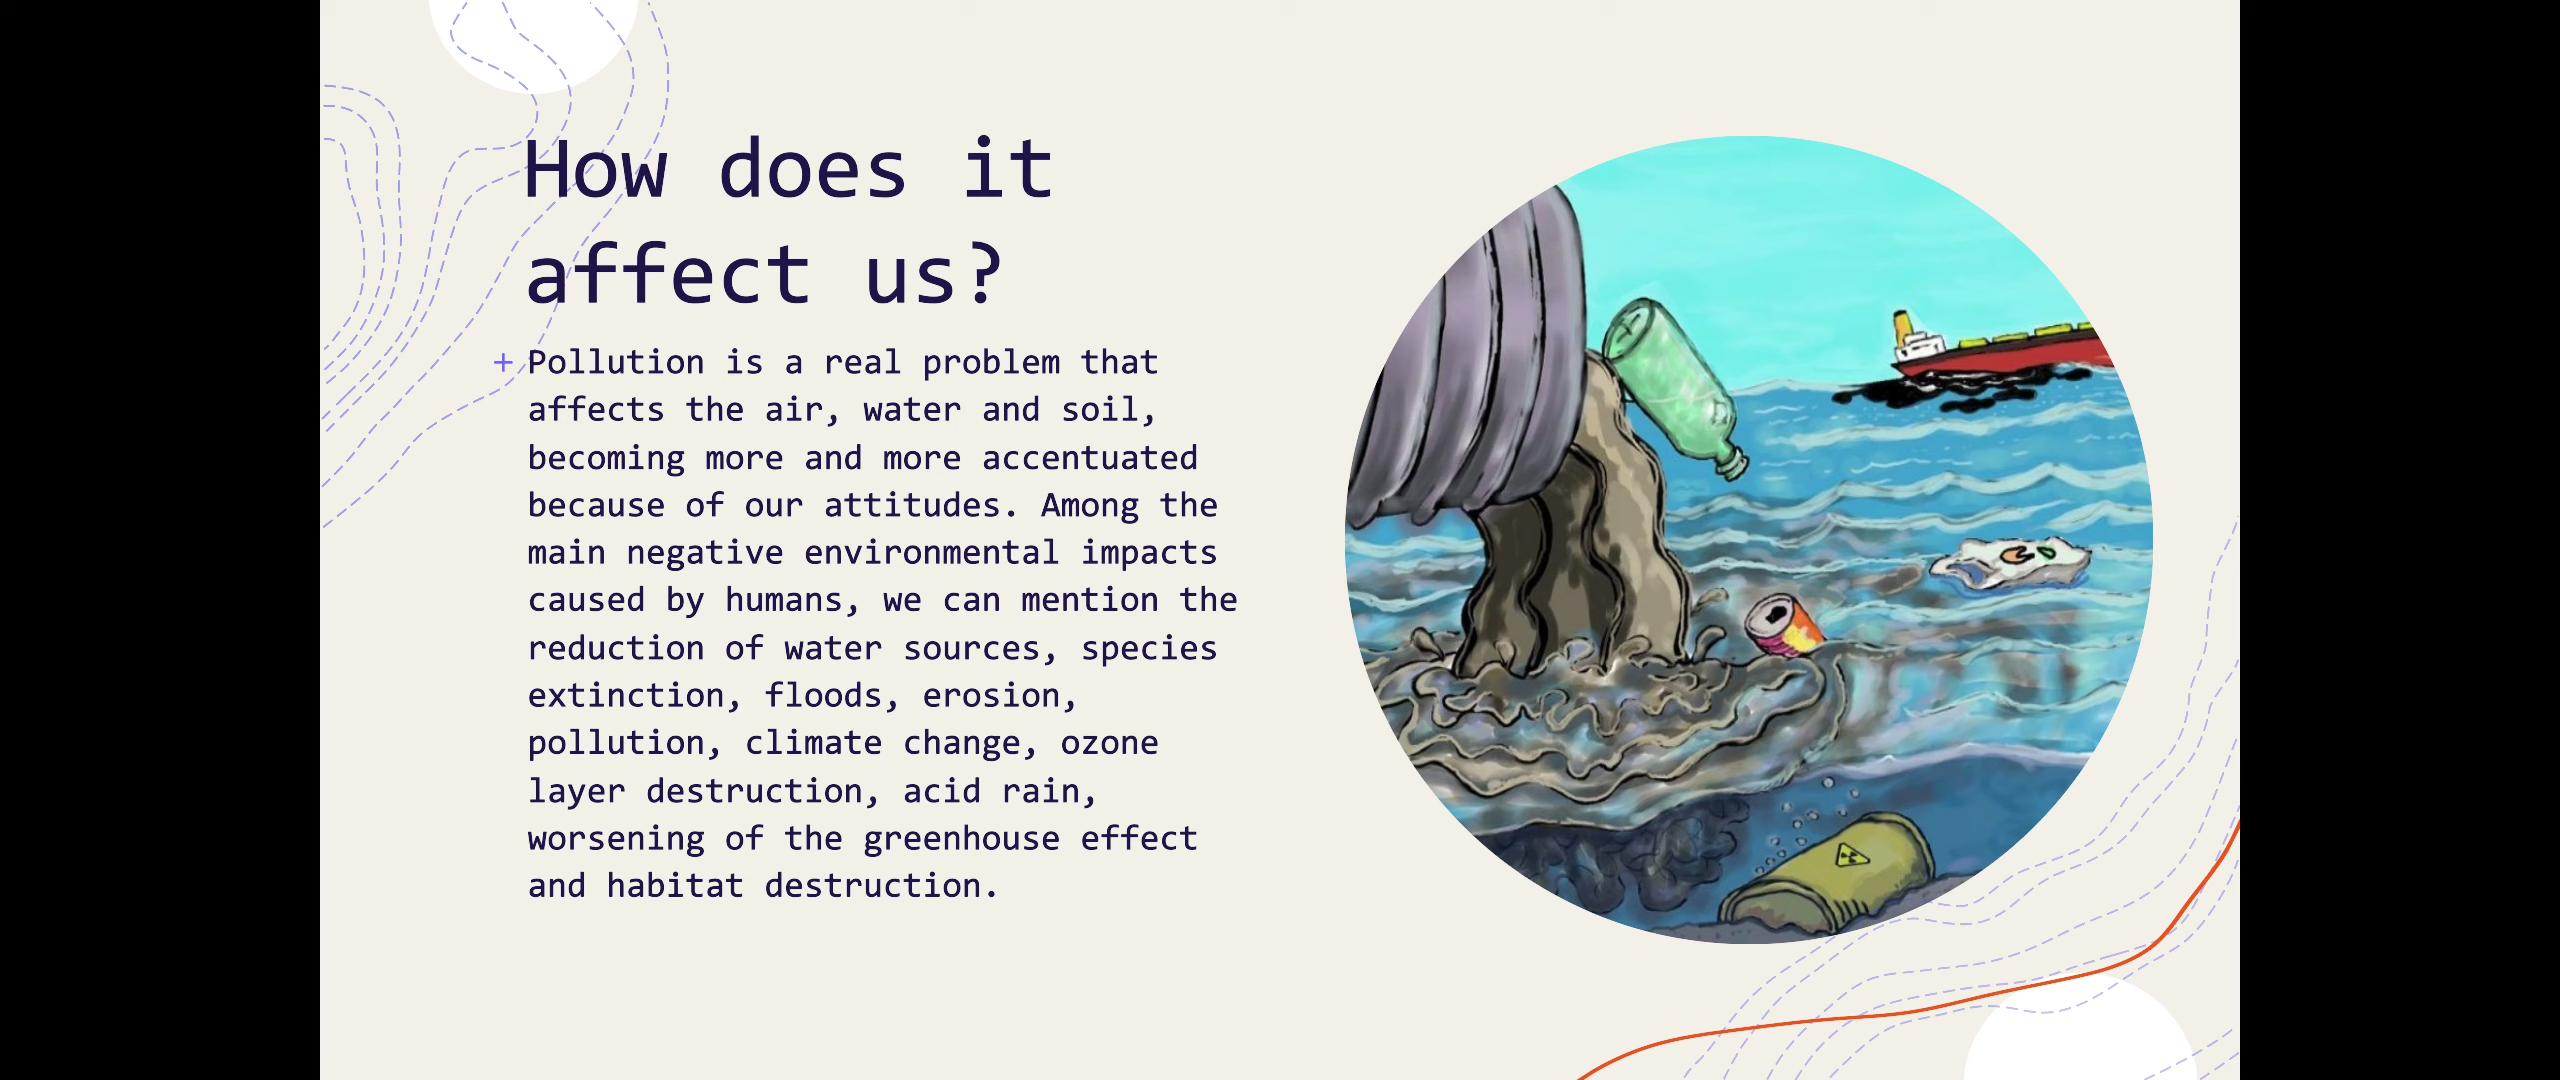 How does it
affect us?
+ Pollution is a real problem that
affects the air, water and soil,
becoming more and more accentuated
because of our attitudes. Among the
main negative environmental impacts
caused by humans, we can mention the
reduction of water sources, species
extinction, floods, erosion,
pollution, climate change, ozone
layer destruction, acid rain,
worsening of the greenhouse effect
and habitat destruction.